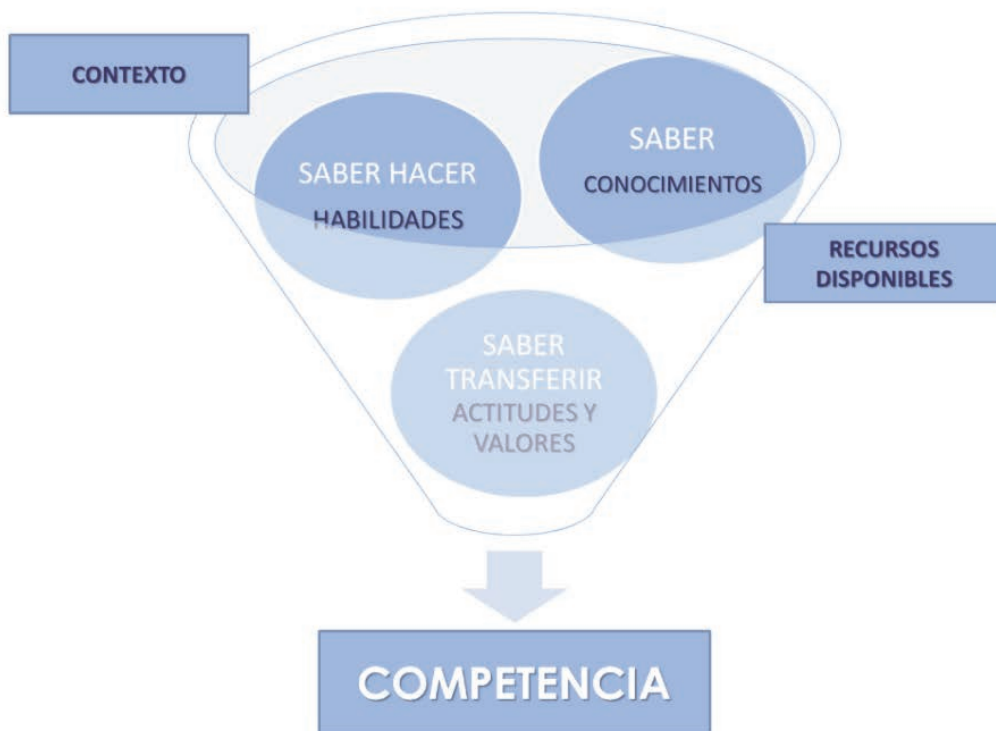 CONTEXTO
SABER HACER
HABILIDADES
SABER
CONOCIMIENTOS
RECURSOS
DISPONIBLES
SABER
TRANSFERIR
ACTITUDES Y
VALORES
COMPETENCIA